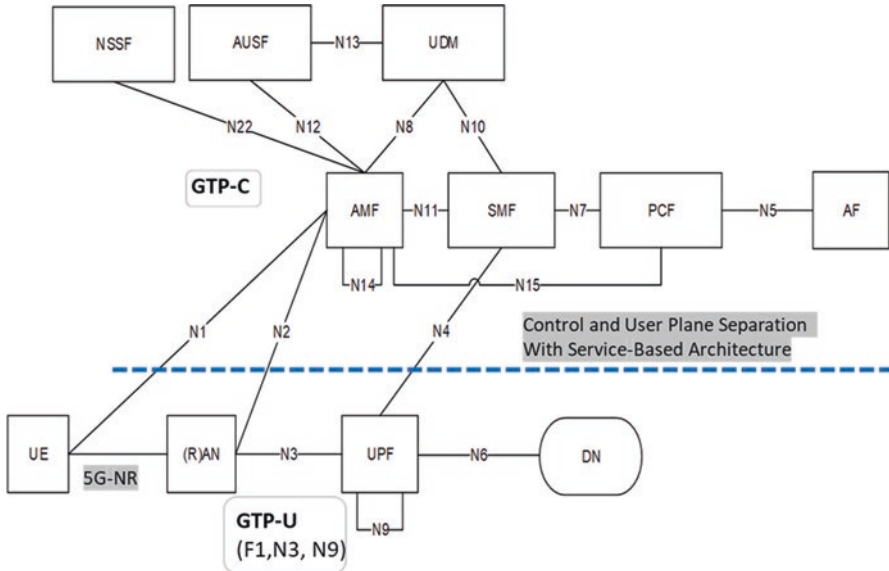 NSSF
AUSF
N13
UDM
N22
N12
N8
N10
GTP-C
AMF
N11
SMF
N7
PCF
N5
AF
N14
N15
N1
N2
N4
Control and User Plane Separation
With Service-Based Architecture
UE
(R)AN
N3
UPF
N6
DN
5G-NR
GTP-U
(F1,N3, N9)
N9